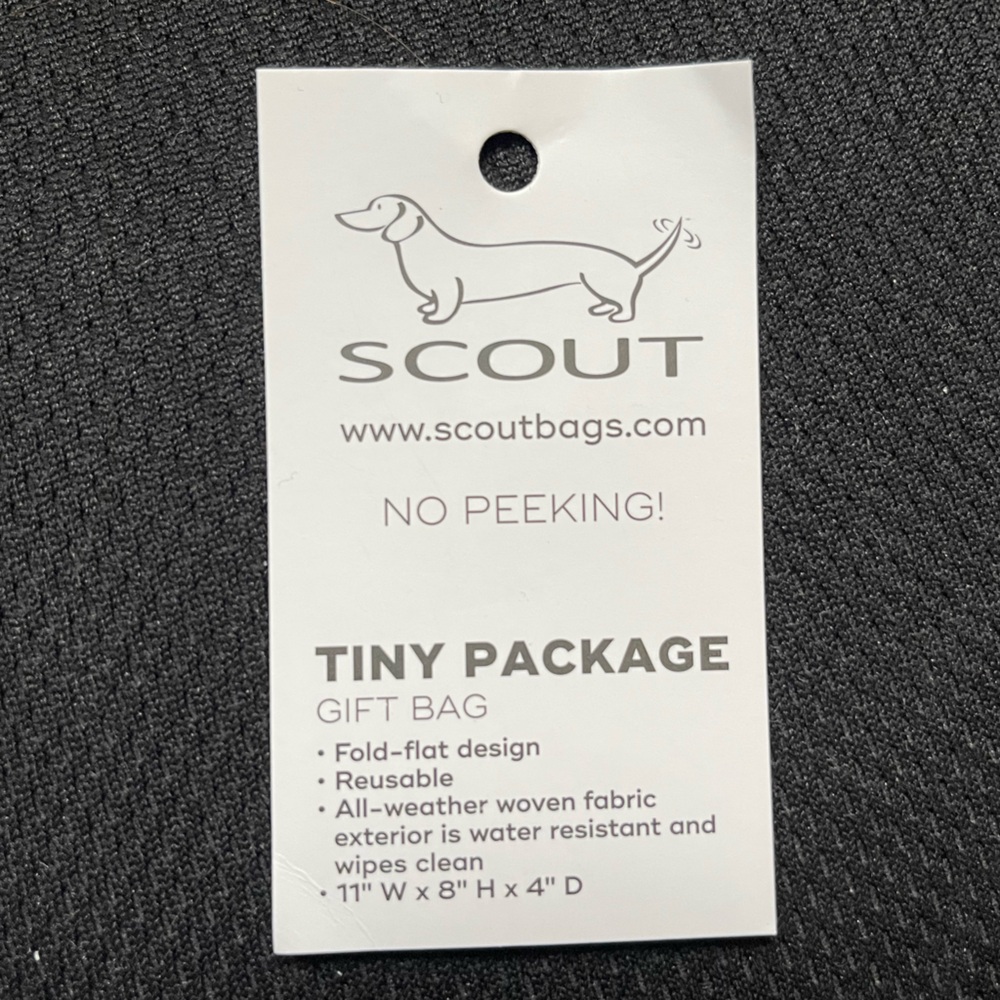 SCOUT
www.scoutbags.com
NO PEEKING!
TINY PACKAGE
GIFT BAG
• Fold-flat design
• Reusable
• All-weather woven fabric
exterior is water resistant and
wipes clean
• 11" W x 8" H x 4" D